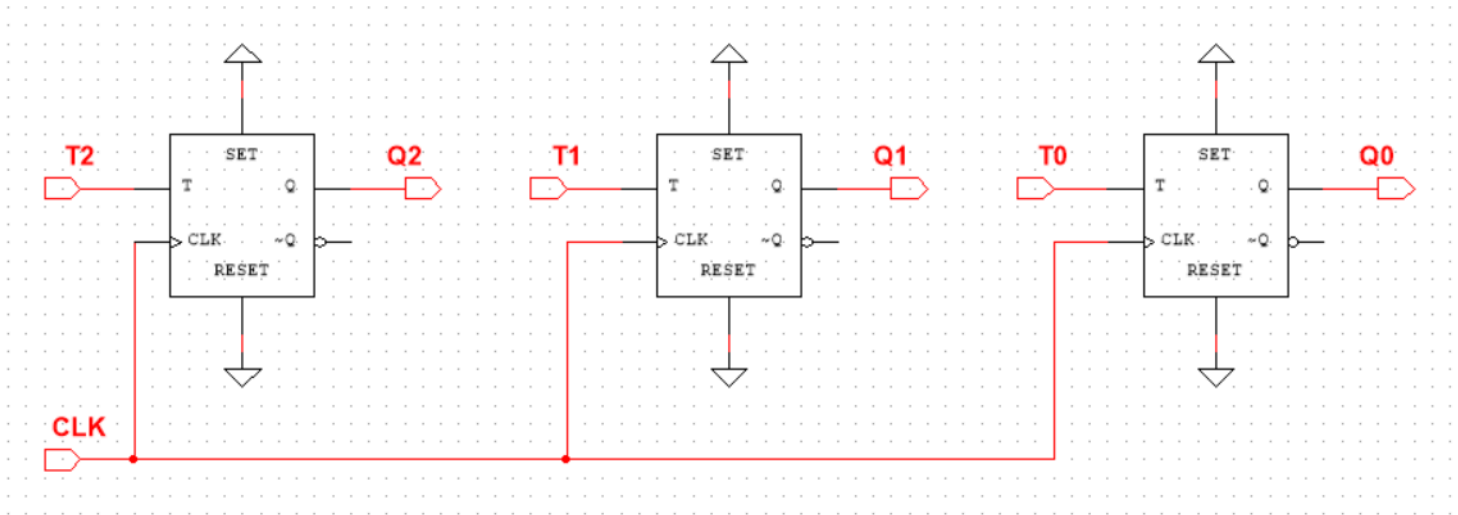 SET
SET
SET
T2
Q2
T1
Q1
T0
Q0
T Q
T Q
T Q
CLK ~Q
CLK ~Q
CLK ~Q
RESET
RESET
RESET
CLK